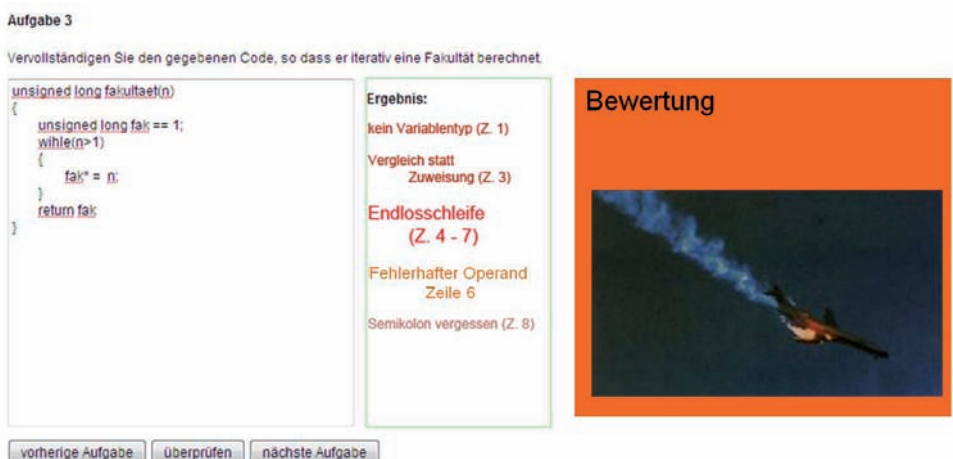 Aufgabe 3
Vervollständigen Sie den gegebenen Code, so dass er iterativ eine Fakultät berechnet.
unsigned long fakultaet(n)
{
unsigned long fak == 1;
wihle(n>1)
{
fak* = n;
}
return fak
}
Ergebnis:
kein Variablentyp (Z. 1)
Vergleich statt
Zuweisung (Z. 3)
Endlosschleife
(Z. 4 - 7)
Fehlerhafter Operand
Zeile 6
Semikolon vergessen (Z. 8)
Bewertung
vorherige Aufgabe
überprüfen
nächste Aufgabe